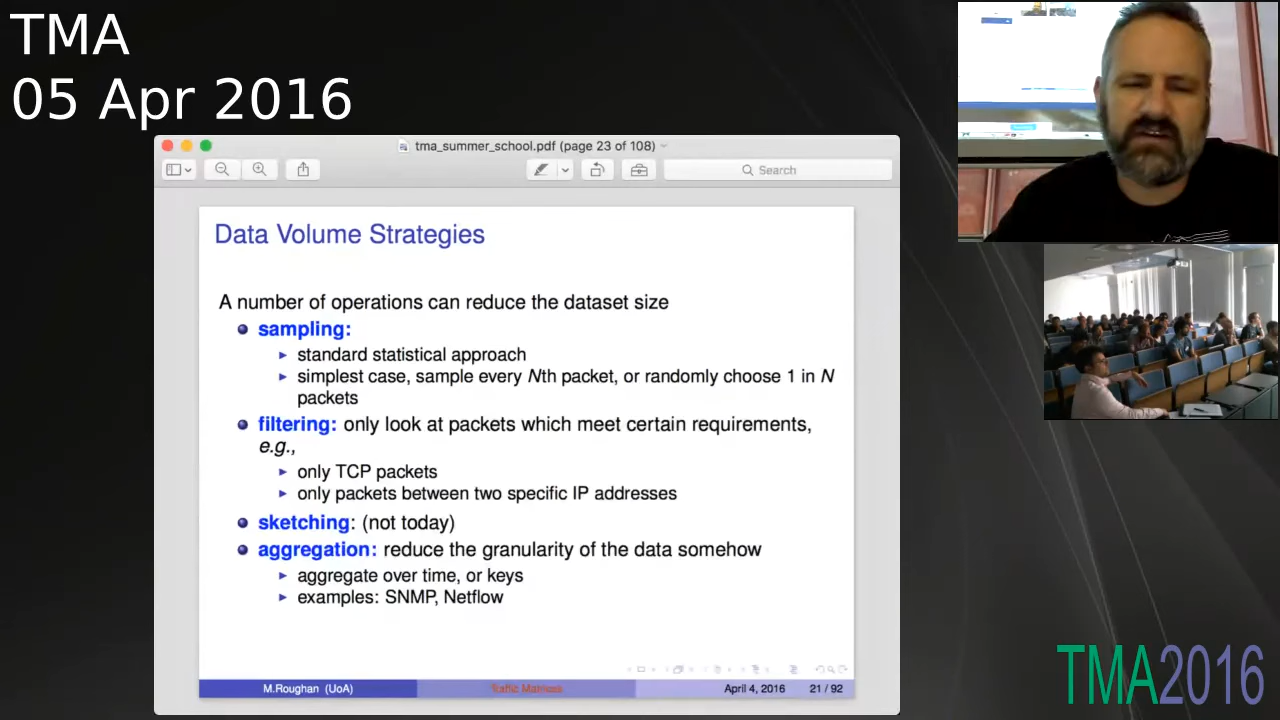 TMA
05 Apr 2016
tma_summer_school.pdf (page 23 of 108)
Search
Data Volume Strategies
A number of operations can reduce the dataset size
sampling:
standard statistical approach
simplest case, sample every Nth packet, or randomly choose 1 in N
packets
filtering: only look at packets which meet certain requirements,
e.g.,
only TCP packets
only packets between two specific IP addresses
sketching: (not today)
aggregation: reduce the granularity of the data somehow
aggregate over time, or keys
examples: SNMP, Netflow
M.Roughan (UoA)
Traffic Matrices
April 4, 2016
21 / 92
TMA2016